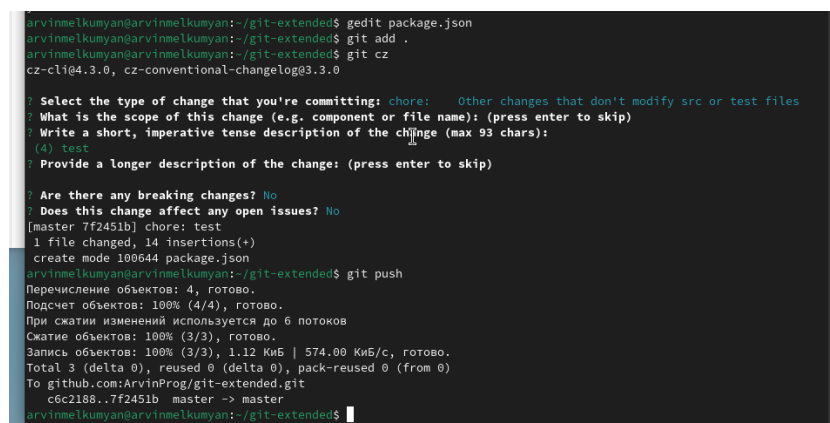 arvinmelkumyan@arvinmelkumyan:~/git-extended$ gedit package.json
arvinmelkumyan@arvinmelkumyan:~/git-extended$ git add .
arvinmelkumyan@arvinmelkumyan:~/git-extended$ git cz
cz-cli@4.3.0, cz-conventional-changelog@3.3.0
? Select the type of change that you're committing: chore:    Other changes that don't modify src or test files
? What is the scope of this change (e.g. component or file name): (press enter to skip)
? Write a short, imperative tense description of the change (max 93 chars):
(4) test
? Provide a longer description of the change: (press enter to skip)
? Are there any breaking changes? No
? Does this change affect any open issues? No
[master 7f2451b] chore: test
1 file changed, 14 insertions(+)
create mode 100644 package.json
arvinmelkumyan@arvinmelkumyan:~/git-extended$ git push
Перечисление объектов: 4, готово.
Подсчет объектов: 100% (4/4), готово.
При сжатии изменений используется до 6 потоков
Сжатие объектов: 100% (3/3), готово.
Запись объектов: 100% (3/3), 1.12 КиБ | 574.00 КиБ/с, готово.
Total 3 (delta 0), reused 0 (delta 0), pack-reused 0 (from 0)
To github.com:ArvinProg/git-extended.git
c6c2188..7f2451b  master -> master
arvinmelkumyan@arvinmelkumyan:~/git-extended$